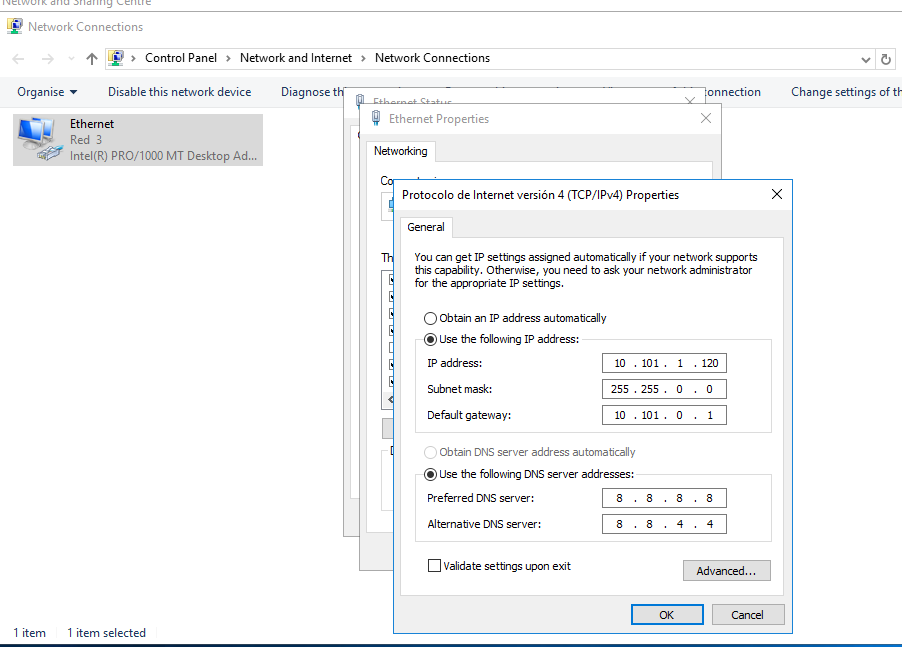 Network and Sharing Centre
Network Connections
Control Panel > Network and Internet > Network Connections
Organise Disable this network device Diagnose th onnection Change settings of th
Ethernet
Red 3
Intel(R) PRO/1000 MT Desktop Ad...
Ethernet Status
Ethernet Properties
Networking
Co
Th
Protocolo de Internet versión 4 (TCP/IPv4) Properties
General
You can get IP settings assigned automatically if your network supports
this capability. Otherwise, you need to ask your network administrator
for the appropriate IP settings.
Obtain an IP address automatically
Use the following IP address:
IP address: 10 . 101 . 1 . 120
Subnet mask: 255 . 255 . 0 . 0
Default gateway: 10 . 101 . 0 . 1
Obtain DNS server address automatically
Use the following DNS server addresses:
Preferred DNS server: 8 . 8 . 8 . 8
Alternative DNS server: 8 . 8 . 4 . 4
Validate settings upon exit
Advanced...
OK Cancel
1 item 1 item selected